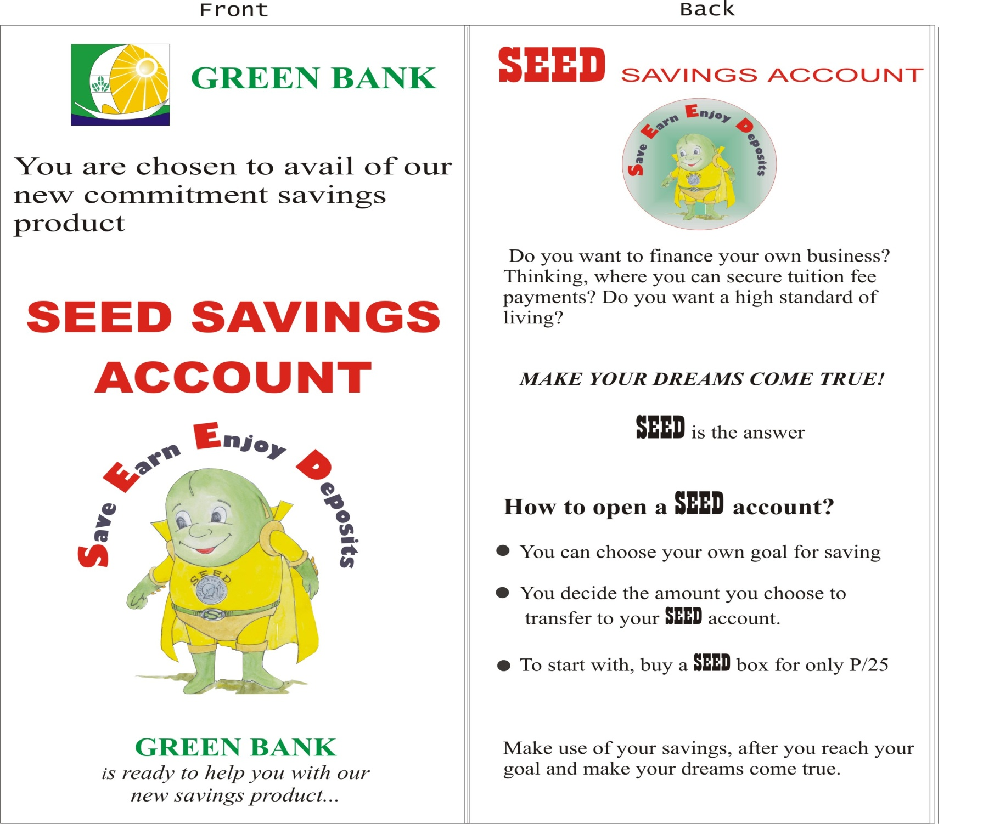 Front
GREEN BANK
You are chosen to avail of our
new commitment savings
product
SEED SAVINGS
ACCOUNT
Save Earn Enjoy Deposits
SEED
S
GREEN BANK
is ready to help you with our
new savings product...
Back
SEED SAVINGS ACCOUNT
Save Earn Enjoy Deposits
SEED
Do you want to finance your own business?
Thinking, where you can secure tuition fee
payments? Do you want a high standard of
living?
MAKE YOUR DREAMS COME TRUE!
SEED is the answer
How to open a SEED account?
● You can choose your own goal for saving
● You decide the amount you choose to
transfer to your SEED account.
● To start with, buy a SEED box for only P/25
Make use of your savings, after you reach your
goal and make your dreams come true.